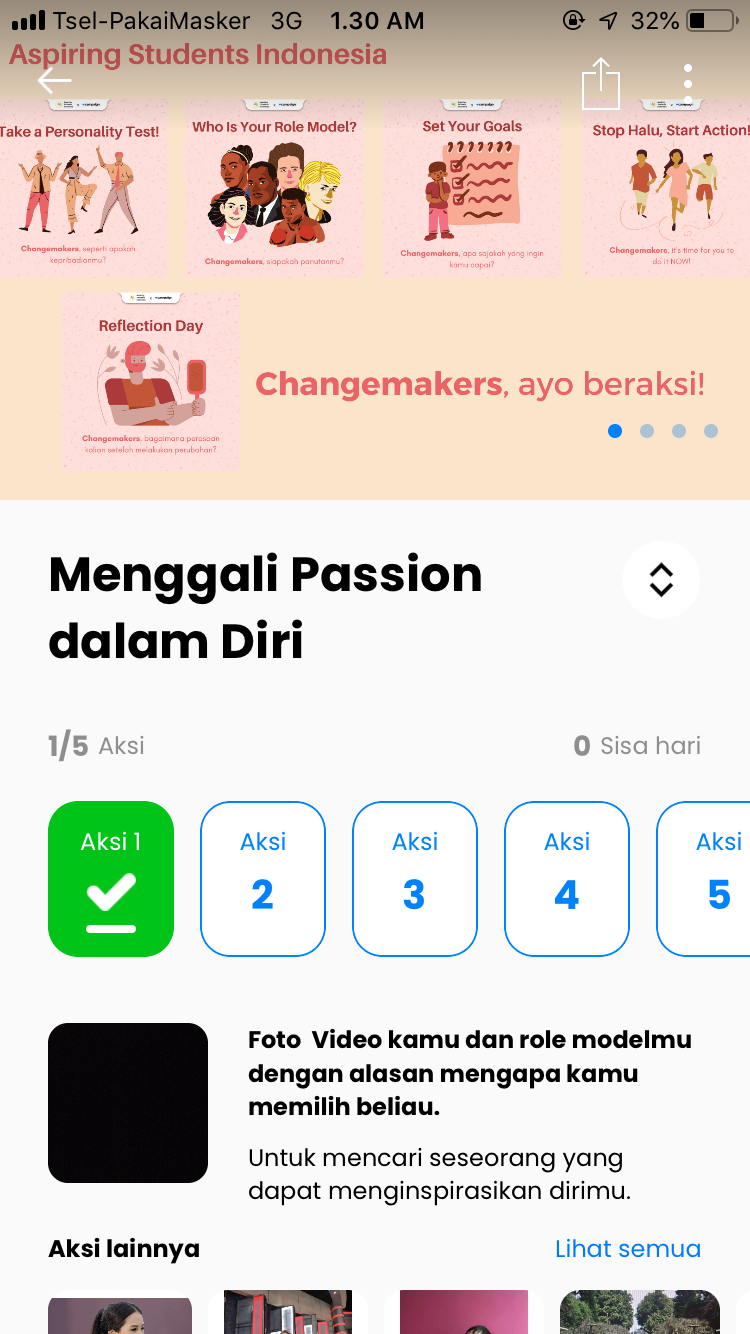 Tsel-PakaiMasker 3G 1.30 AM 32%
Aspiring Students Indonesia
Take a Personality Test!
Changemakers, seperti apakah
kepribadianmu?
Who Is Your Role Model?
Changemakers, siapakah panutanmu?
Set Your Goals
Changemakers, apa sajakah yang ingin
kamu capai?
Stop Halu, Start Action!
Changemakers, it's time for you to
do it NOW!
Reflection Day
Changemakers, bagaimana perasaan
kalian setelah melakukan perubahan?
Changemakers, ayo beraksi!
Menggali Passion
dalam Diri
1/5 Aksi
0 Sisa hari
Aksi 1
Aksi
2
Aksi
3
Aksi
4
Aksi
5
Foto Video kamu dan role modelmu
dengan alasan mengapa kamu
memilih beliau.
Untuk mencari seseorang yang
dapat menginspirasikan dirimu.
Aksi lainnya
Lihat semua